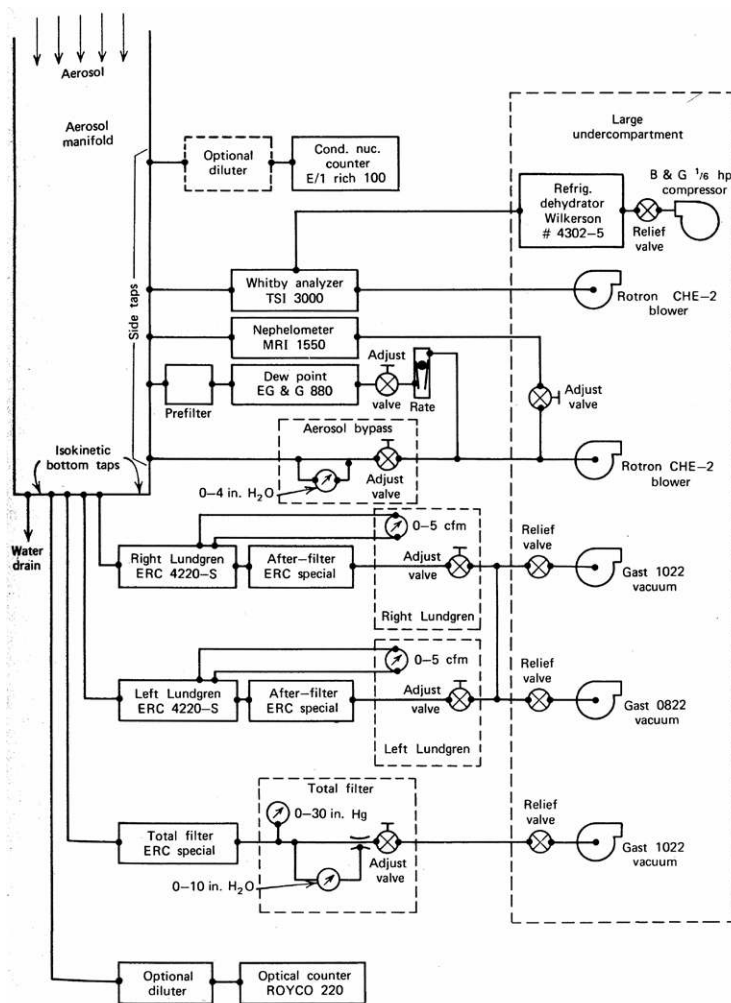 Aerosol
Aerosol
manifold
Large
undercompartment
Optional
diluter
Cond. nuc.
counter
E/1 rich 100
B & G 1/6 hp
compressor
Refrig.
dehydrator
Wilkerson
# 4302-5
Relief
valve
Side taps
Whitby analyzer
TSI 3000
Rotron CHE-2
blower
Nephelometer
MRI 1550
Adjust
valve
Prefilter
Dew point
EG & G 880
Adjust
valve
Rate
Aerosol bypass
Isokinetic
bottom taps
0-4 in. H₂O
Adjust
valve
Rotron CHE-2
blower
Water
drain
Right Lundgren
ERC 4220-S
After-filter
ERC special
0-5 cfm
Adjust
valve
Right Lundgren
Relief
valve
Gast 1022
vacuum
Left Lundgren
ERC 4220-S
After-filter
ERC special
0-5 cfm
Adjust
valve
Left Lundgren
Relief
valve
Gast 0822
vacuum
Total filter
0-30 in. Hg
Total filter
ERC special
0-10 in. H₂O
Adjust
valve
Relief
valve
Gast 1022
vacuum
Optional
diluter
Optical counter
ROYCO 220